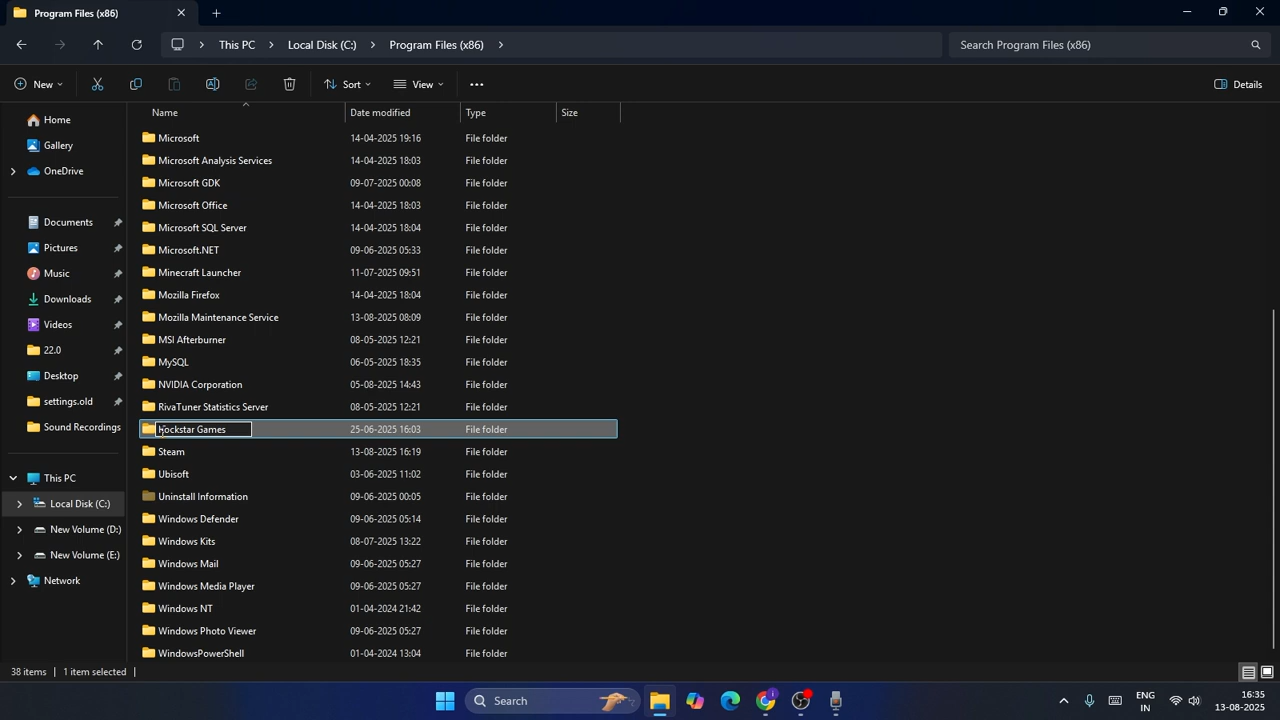 Program Files (x86)
This PC > Local Disk (C:) > Program Files (x86) >
Search Program Files (x86)
New
Sort
View
Details
Name Date modified Type Size
Home
Gallery
OneDrive
Documents
Pictures
Music
Downloads
Videos
22.0
Desktop
settings.old
Sound Recordings
This PC
Local Disk (C:)
New Volume (D:)
New Volume (E:)
Network
Microsoft 14-04-2025 19:16 File folder
Microsoft Analysis Services 14-04-2025 18:03 File folder
Microsoft GDK 09-07-2025 00:08 File folder
Microsoft Office 14-04-2025 18:03 File folder
Microsoft SQL Server 14-04-2025 18:04 File folder
Microsoft.NET 09-06-2025 05:33 File folder
Minecraft Launcher 11-07-2025 09:51 File folder
Mozilla Firefox 14-04-2025 18:04 File folder
Mozilla Maintenance Service 13-08-2025 08:09 File folder
MSI Afterburner 08-05-2025 12:21 File folder
MySQL 06-05-2025 18:35 File folder
NVIDIA Corporation 05-08-2025 14:43 File folder
RivaTuner Statistics Server 08-05-2025 12:21 File folder
Rockstar Games 25-06-2025 16:03 File folder
Steam 13-08-2025 16:19 File folder
Ubisoft 03-06-2025 11:02 File folder
Uninstall Information 09-06-2025 00:05 File folder
Windows Defender 09-06-2025 05:14 File folder
Windows Kits 08-07-2025 13:22 File folder
Windows Mail 09-06-2025 05:27 File folder
Windows Media Player 09-06-2025 05:27 File folder
Windows NT 01-04-2024 21:42 File folder
Windows Photo Viewer 09-06-2025 05:27 File folder
WindowsPowerShell 01-04-2024 13:04 File folder
38 items 1 item selected
Search
ENG
IN
16:35
13-08-2025